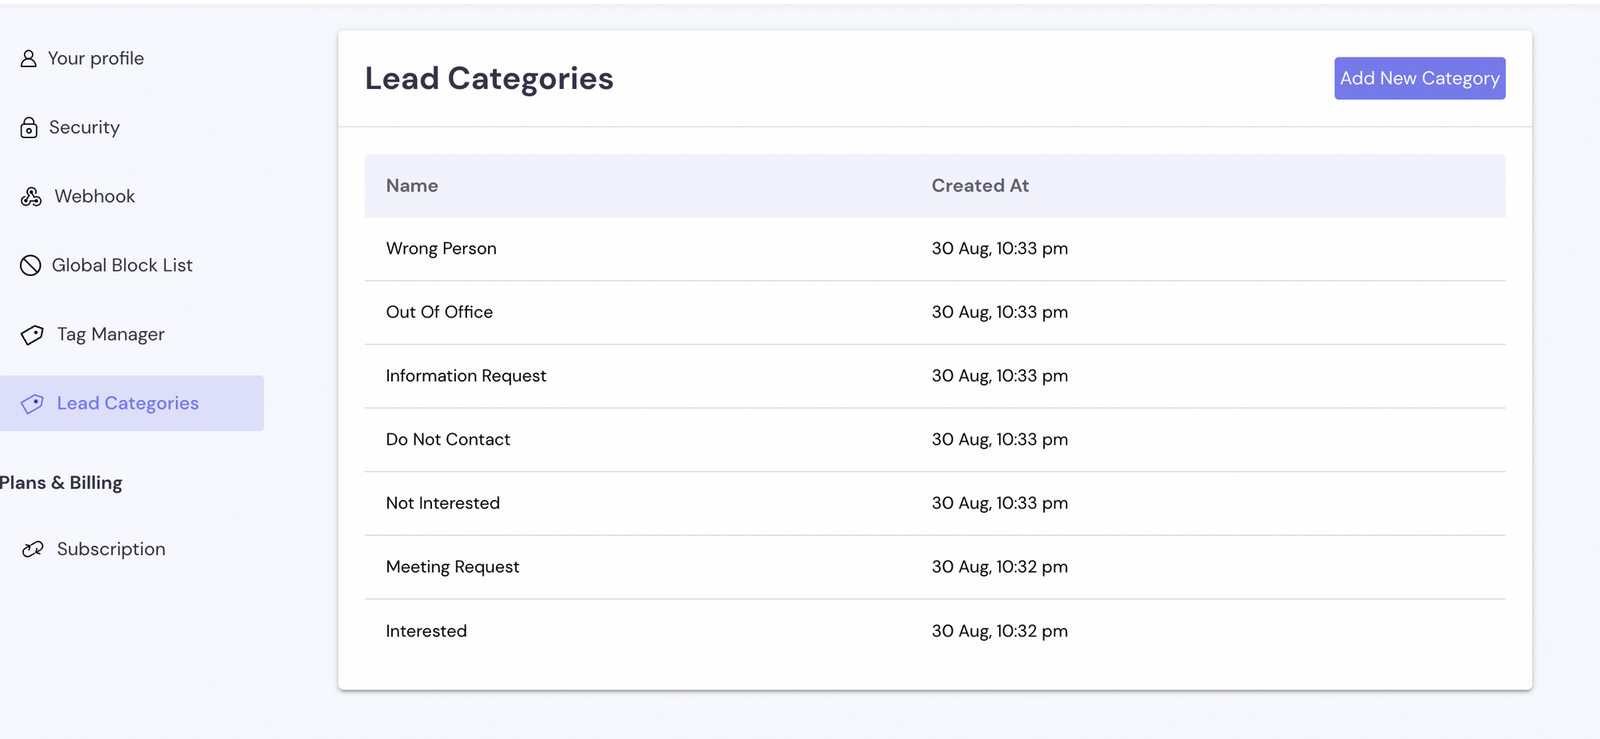 Your profile
Security
Webhook
Global Block List
Tag Manager
Lead Categories
Plans & Billing
Subscription
Lead Categories
Add New Category
Name Created At
Wrong Person 30 Aug, 10:33 pm
Out Of Office 30 Aug, 10:33 pm
Information Request 30 Aug, 10:33 pm
Do Not Contact 30 Aug, 10:33 pm
Not Interested 30 Aug, 10:33 pm
Meeting Request 30 Aug, 10:32 pm
Interested 30 Aug, 10:32 pm